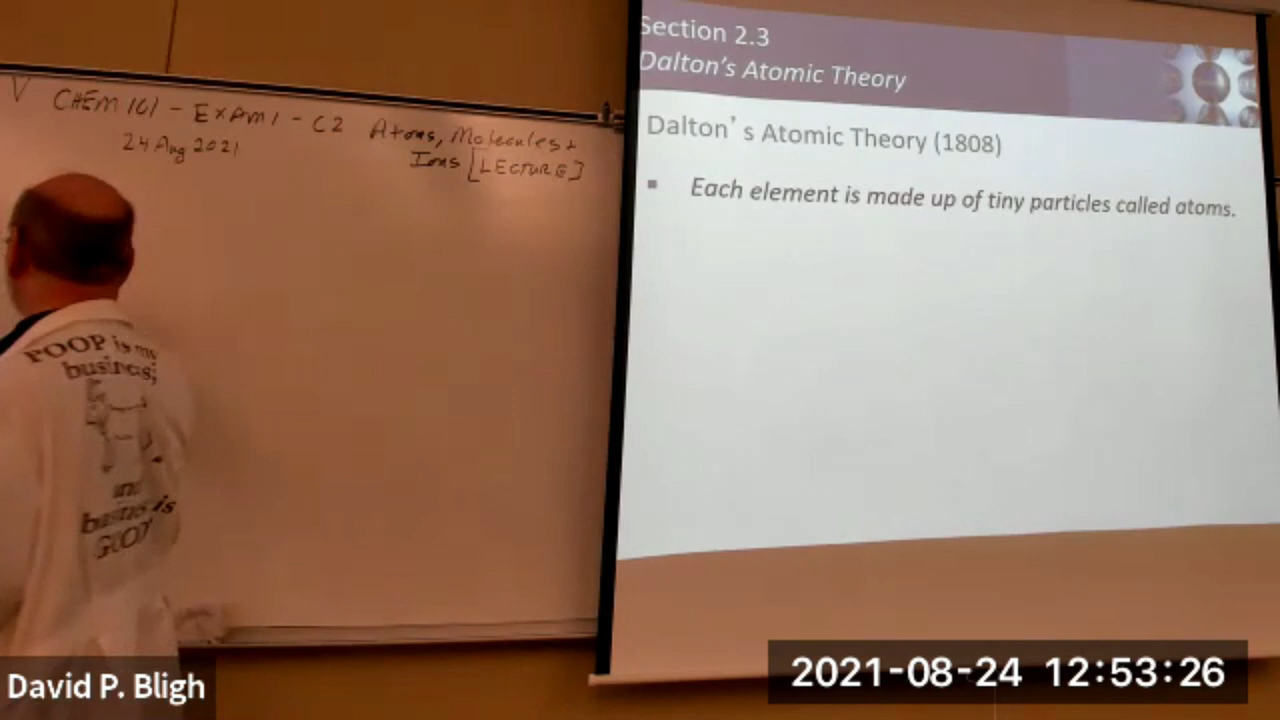 CHEM 101 - EXAM 1 - C2 Atoms, Molecules +
24 Aug 2021 Ions [LECTURE]
POOP is my
business;
and
business is
GOOD
Section 2.3
Dalton's Atomic Theory
Dalton's Atomic Theory (1808)
▪ Each element is made up of tiny particles called atoms.
David P. Bligh
2021-08-24 12:53:26